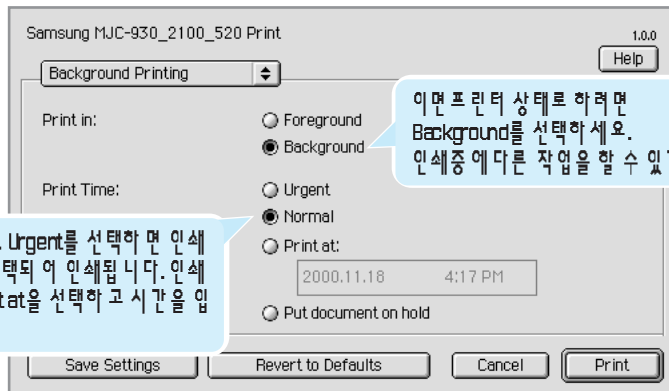 Samsung MJC-930_2100_520 Print
1.0.0
Help
Background Printing
이면프린터 상태로 하려면
Background를 선택하세요.
인쇄중에다른 작업을 할 수 있
Print in:
Foreground
Background
Print Time:
Urgent
Normal
Print at:
2000.11.18 4:17 PM
Put document on hold
Urgent를 선택하면 인쇄
택되어 인쇄됩니다. 인쇄
t at을 선택하고 시간을 입
Save Settings
Revert to Defaults
Cancel
Print